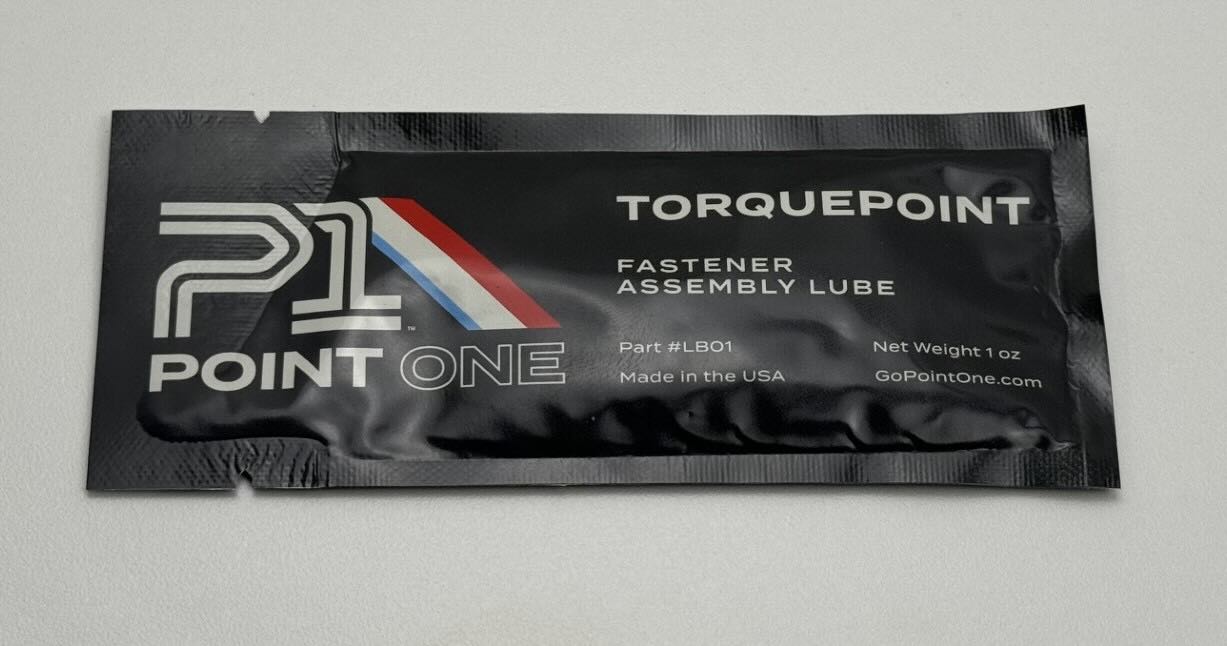 P1
™
POINT ONE
TORQUEPOINT
FASTENER
ASSEMBLY LUBE
Part #LB01
Made in the USA
Net Weight 1 oz
GoPointOne.com